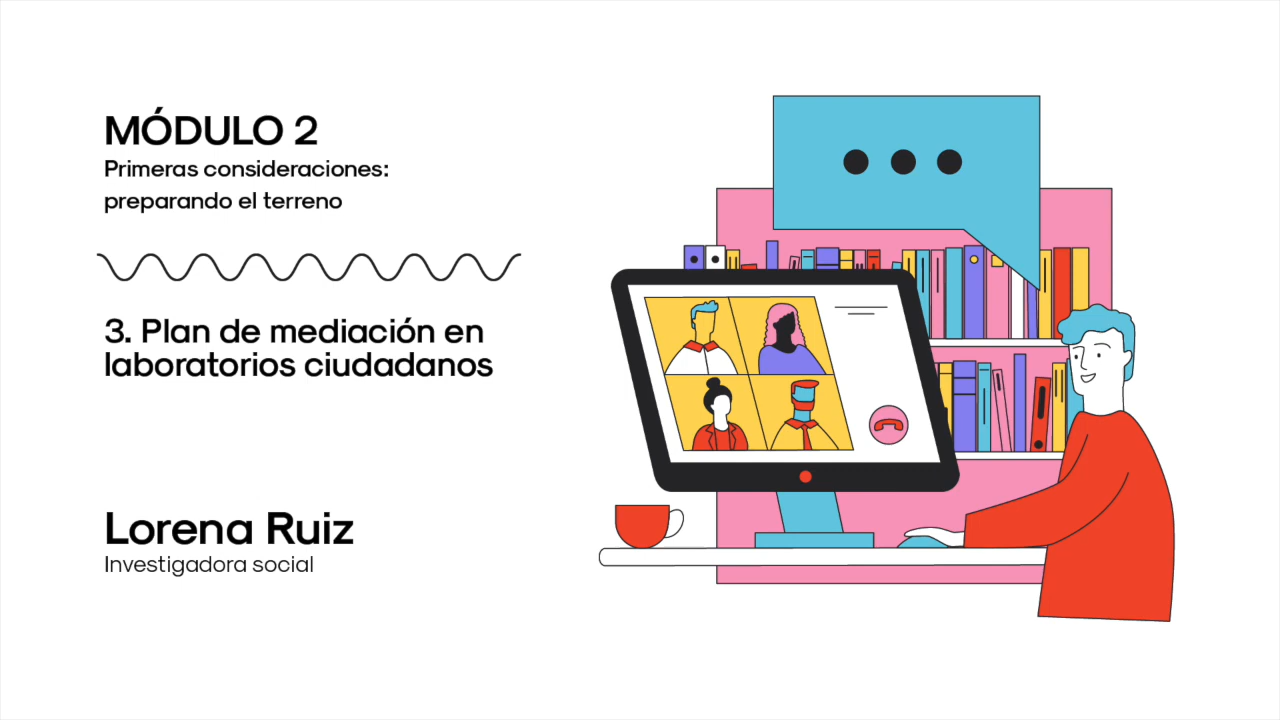 MÓDULO 2
Primeras consideraciones:
preparando el terreno
3. Plan de mediación en
laboratorios ciudadanos
Lorena Ruiz
Investigadora social